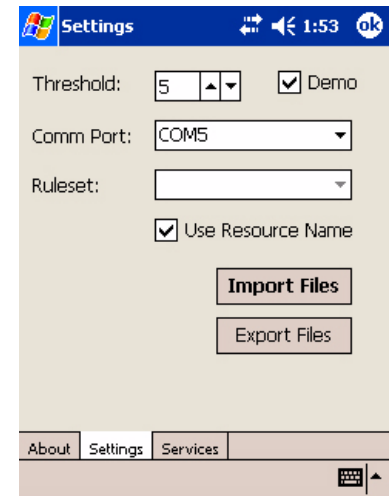 Settings 1:53 ok
Threshold: 5 Demo
Comm Port: COM5
Ruleset:
Use Resource Name
Import Files
Export Files
About Settings Services